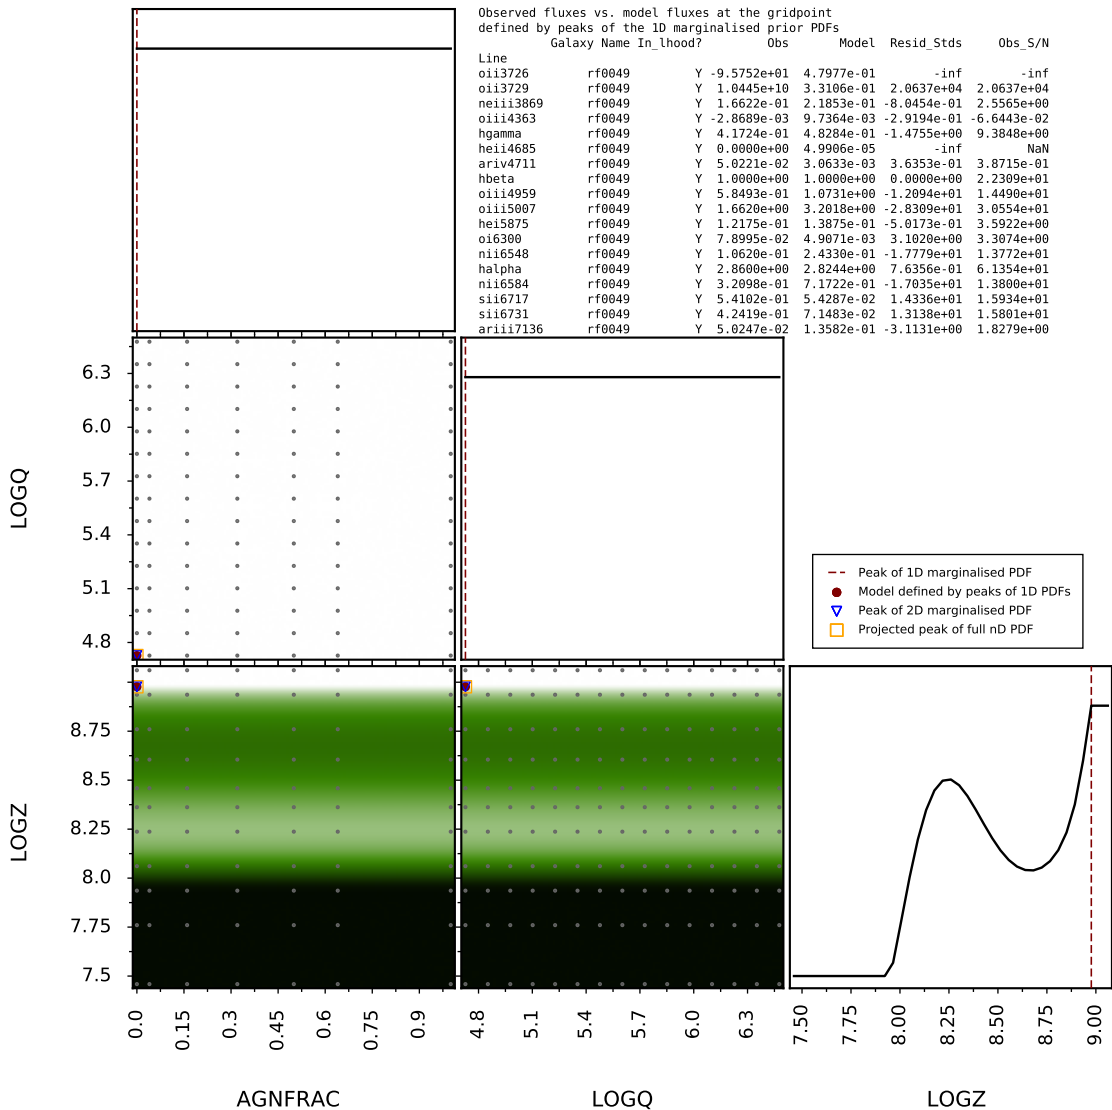 Observed fluxes vs. model fluxes at the gridpoint
defined by peaks of the 1D marginalised prior PDFs
Galaxy Name In_lhood? Obs Model Resid_Stds Obs_S/N
Line
oii3726 rf0049 Y -9.5752e+01 4.7977e-01 -inf -inf
oii3729 rf0049 Y 1.0445e+10 3.3106e-01 2.0637e+04 2.0637e+04
neiii3869 rf0049 Y 1.6622e-01 2.1853e-01 -8.0454e-01 2.5565e+00
oiii4363 rf0049 Y -2.8689e-03 9.7364e-03 -2.9194e-01 -6.6443e-02
hgamma rf0049 Y 4.1724e-01 4.8284e-01 -1.4755e+00 9.3848e+00
heii4685 rf0049 Y 0.0000e+00 4.9906e-05 -inf NaN
ariv4711 rf0049 Y 5.0221e-02 3.0633e-03 3.6353e-01 3.8715e-01
hbeta rf0049 Y 1.0000e+00 1.0000e+00 0.0000e+00 2.2309e+01
oiii4959 rf0049 Y 5.8493e-01 1.0731e+00 -1.2094e+01 1.4490e+01
oiii5007 rf0049 Y 1.6620e+00 3.2018e+00 -2.8309e+01 3.0554e+01
hei5875 rf0049 Y 1.2175e-01 1.3875e-01 -5.0173e-01 3.5922e+00
oi6300 rf0049 Y 7.8995e-02 4.9071e-03 3.1020e+00 3.3074e+00
nii6548 rf0049 Y 1.0620e-01 2.4330e-01 -1.7779e+01 1.3772e+01
halpha rf0049 Y 2.8600e+00 2.8244e+00 7.6356e-01 6.1354e+01
nii6584 rf0049 Y 3.2098e-01 7.1722e-01 -1.7035e+01 1.3800e+01
sii6717 rf0049 Y 5.4102e-01 5.4287e-02 1.4336e+01 1.5934e+01
sii6731 rf0049 Y 4.2419e-01 7.1483e-02 1.3138e+01 1.5801e+01
ariii7136 rf0049 Y 5.0247e-02 1.3582e-01 -3.1131e+00 1.8279e+00
6.3
6.0
5.7
5.4
5.1
4.8
LOGQ
Peak of 1D marginalised PDF
Model defined by peaks of 1D PDFs
Peak of 2D marginalised PDF
Projected peak of full nD PDF
8.75
8.5
8.25
8.0
7.75
7.5
LOGZ
0.0 0.15 0.3 0.45 0.6 0.75 0.9
4.8 5.1 5.4 5.7 6.0 6.3
7.50 7.75 8.00 8.25 8.50 8.75 9.00
AGNFRAC
LOGQ
LOGZ